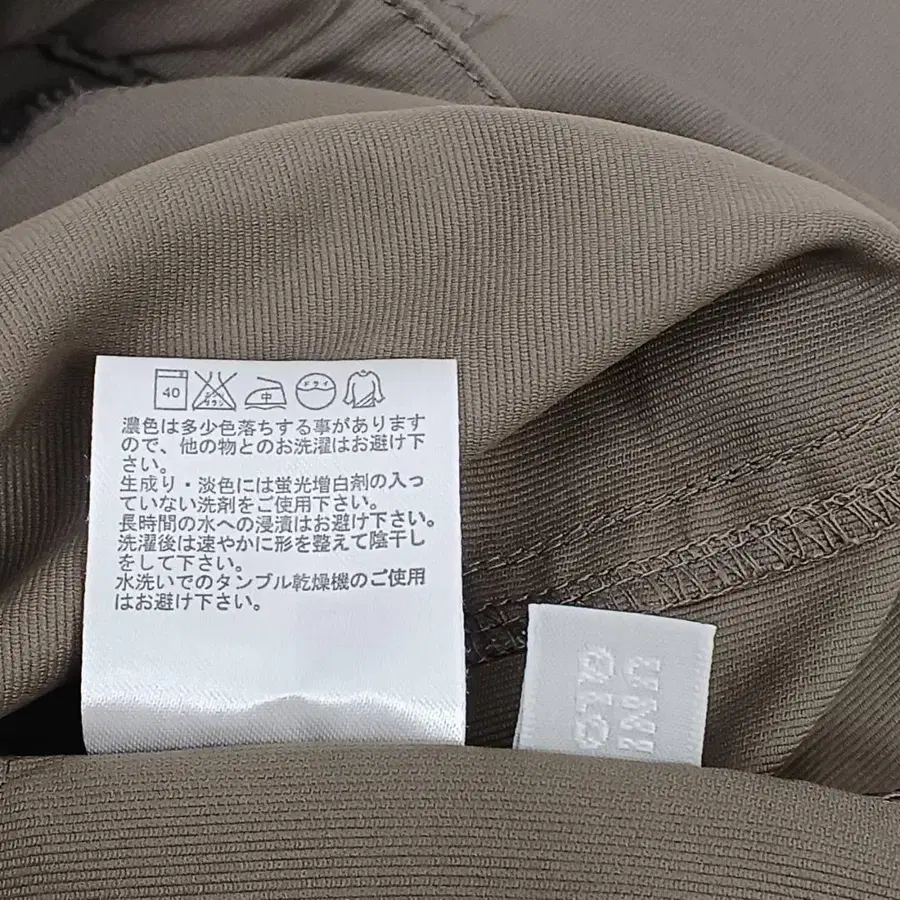 40 エンソ サラシ 中 ドライ
濃色は多少色落ちする事があります
ので、他の物とのお洗濯はお避け下
さい。
生成り・淡色には蛍光増白剤の入っ
ていない洗剤をご使用下さい。
長時間の水への浸漬はお避け下さい。
洗濯後は速やかに形を整えて陰干し
をして下さい。
水洗いでのタンブル乾燥機のご使用
はお避け下さい。